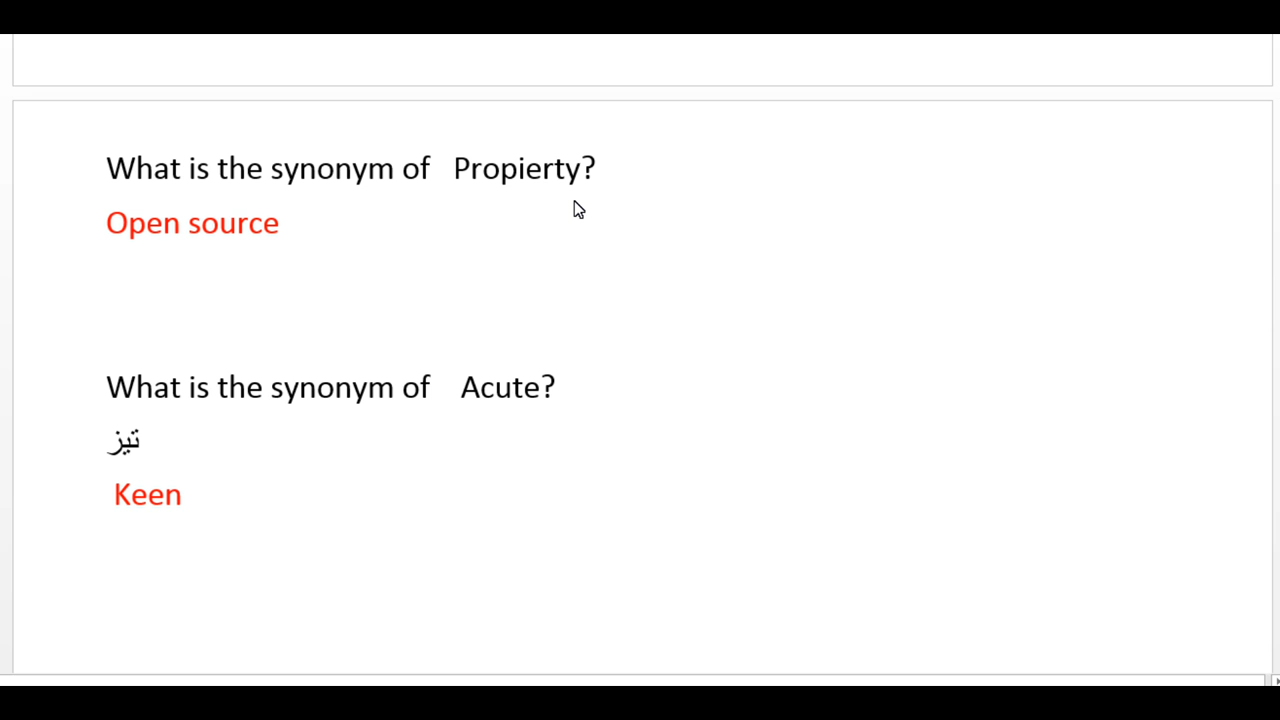 What is the synonym of Propierty?
Open source
What is the synonym of Acute?
تیز
Keen